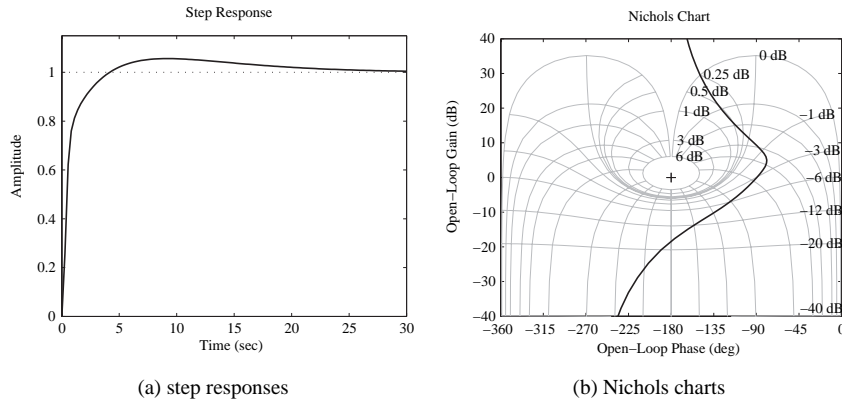 Step Response
Amplitude
1
0.8
0.6
0.4
0.2
0
0 5 10 15 20 25 30
Time (sec)
(a) step responses
Nichols Chart
Open−Loop Gain (dB)
40
30
20
10
0
−10
−20
−30
−40
0 dB
0.25 dB
0.5 dB
1 dB
−1 dB
3 dB
−3 dB
6 dB
−6 dB
−12 dB
−20 dB
−40 dB
−360 −315 −270 −225 −180 −135 −90 −45 0
Open−Loop Phase (deg)
(b) Nichols charts